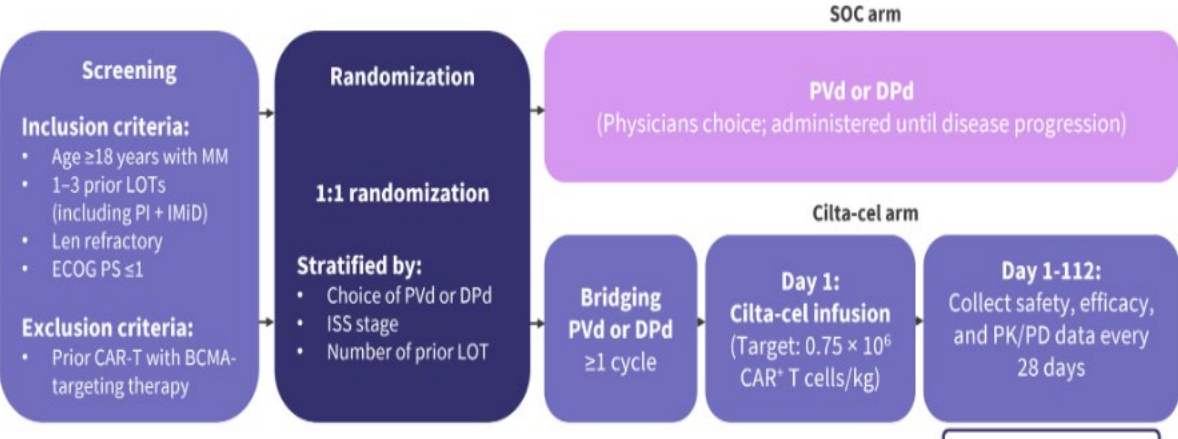 Screening
Inclusion criteria:
• Age ≥18 years with MM
• 1–3 prior LOTs
(including PI + IMiD)
• Len refractory
• ECOG PS ≤1
Exclusion criteria:
• Prior CAR-T with BCMA-
targeting therapy
Randomization
1:1 randomization
Stratified by:
• Choice of PVd or DPd
• ISS stage
• Number of prior LOT
SOC arm
PVd or DPd
(Physicians choice; administered until disease progression)
Cilta-cel arm
Bridging
PVd or DPd
≥1 cycle
Day 1:
Cilta-cel infusion
(Target: 0.75 × 10⁶
CAR⁺ T cells/kg)
Day 1-112:
Collect safety, efficacy,
and PK/PD data every
28 days